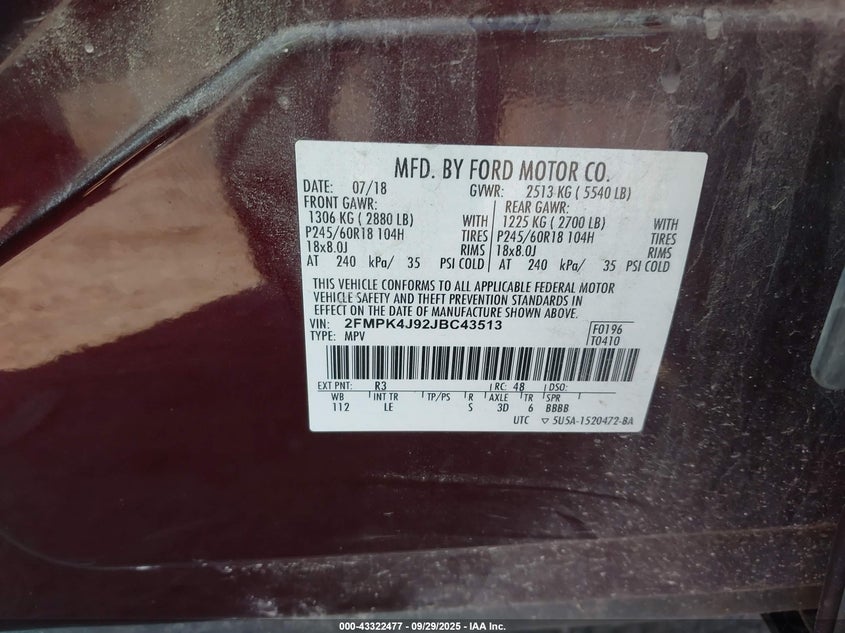 MFD. BY FORD MOTOR CO.
DATE: 07/18 GVWR: 2513 KG ( 5540 LB)
FRONT GAWR: REAR GAWR:
1306 KG ( 2880 LB) WITH 1225 KG ( 2700 LB) WITH
P245/60R18 104H TIRES P245/60R18 104H TIRES
18x8.0J RIMS 18x8.0J RIMS
AT 240 kPa/ 35 PSI COLD AT 240 kPa/ 35 PSI COLD
THIS VEHICLE CONFORMS TO ALL APPLICABLE FEDERAL MOTOR
VEHICLE SAFETY AND THEFT PREVENTION STANDARDS IN
EFFECT ON THE DATE OF MANUFACTURE SHOWN ABOVE.
VIN: 2FMPK4J92JBC43513 F0196
TYPE: MPV T0410
EXT PNT: R3 RC: 48 DSO:
WB INT TR TP/PS R AXLE TR SPR
112 LE S 3D 6 BBBB
UTC ▽ 5U5A-1520472-BA
000-43322477 - 09/29/2025 - IAA Inc.